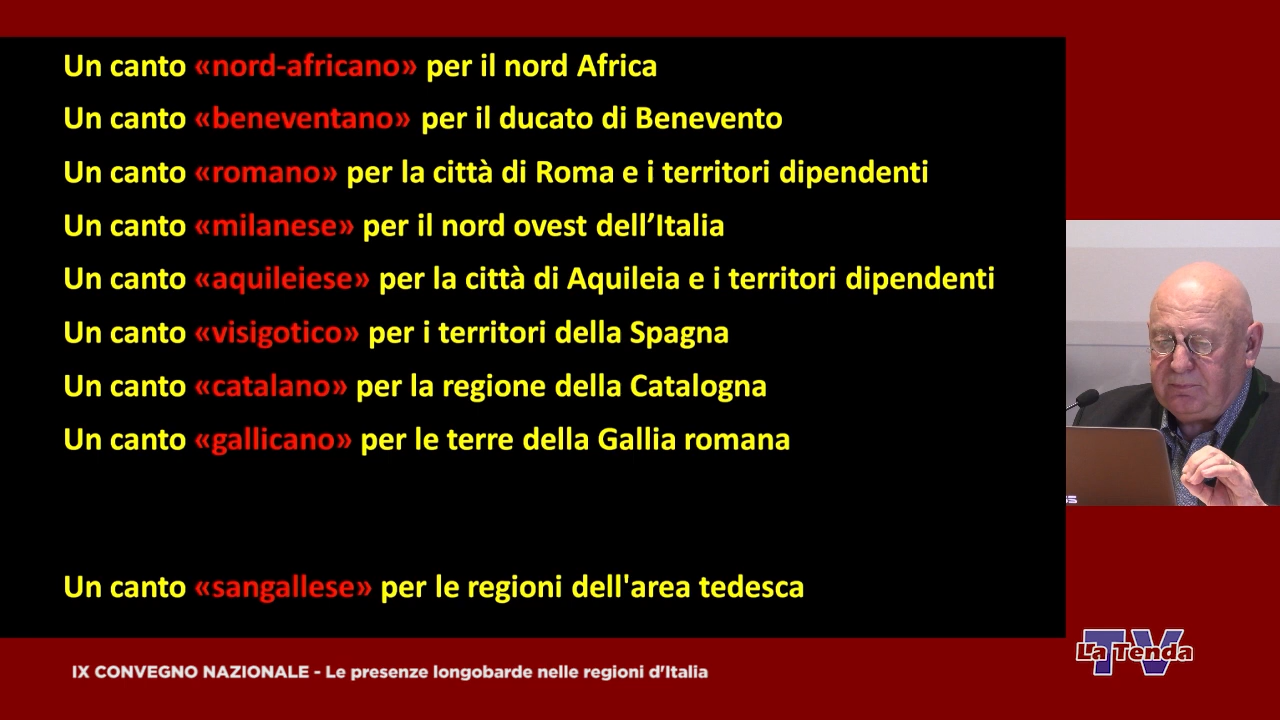 Un canto «nord-africano» per il nord Africa
Un canto «beneventano» per il ducato di Benevento
Un canto «romano» per la città di Roma e i territori dipendenti
Un canto «milanese» per il nord ovest dell’Italia
Un canto «aquileiese» per la città di Aquileia e i territori dipendenti
Un canto «visigotico» per i territori della Spagna
Un canto «catalano» per la regione della Catalogna
Un canto «gallicano» per le terre della Gallia romana
Un canto «sangallese» per le regioni dell'area tedesca
IX CONVEGNO NAZIONALE - Le presenze longobarde nelle regioni d'Italia
TV La Tenda